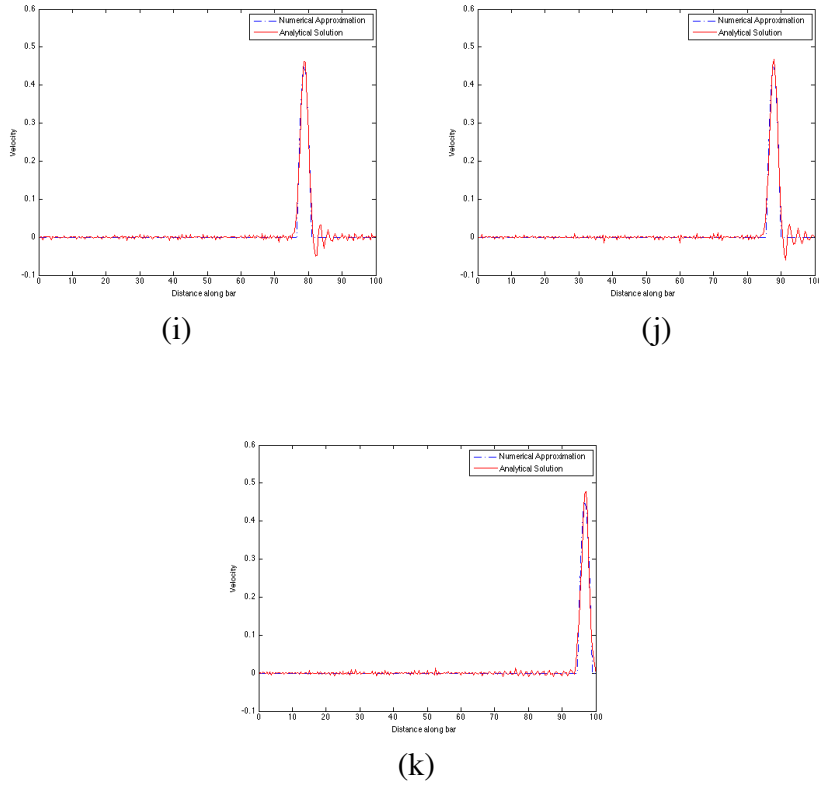 0.6
0.5
0.4
0.3
0.2
0.1
0
-0.1
Velocity
Numerical Approximation
Analytical Solution
0 10 20 30 40 50 60 70 80 90 100
Distance along bar
(i)
0.6
0.5
0.4
0.3
0.2
0.1
0
-0.1
Velocity
Numerical Approximation
Analytical Solution
0 10 20 30 40 50 60 70 80 90 100
Distance along bar
(j)
0.6
0.5
0.4
0.3
0.2
0.1
0
-0.1
Velocity
Numerical Approximation
Analytical Solution
0 10 20 30 40 50 60 70 80 90 100
Distance along bar
(k)